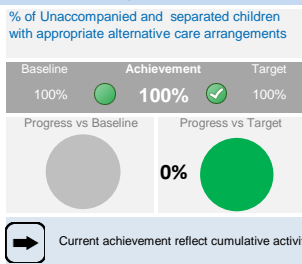 % of Unaccompanied and separated children
with appropriate alternative care arrangements
Baseline Achievement Target
100% 100% 100%
Progress vs Baseline Progress vs Target
0%
Current achievement reflect cumulative activi